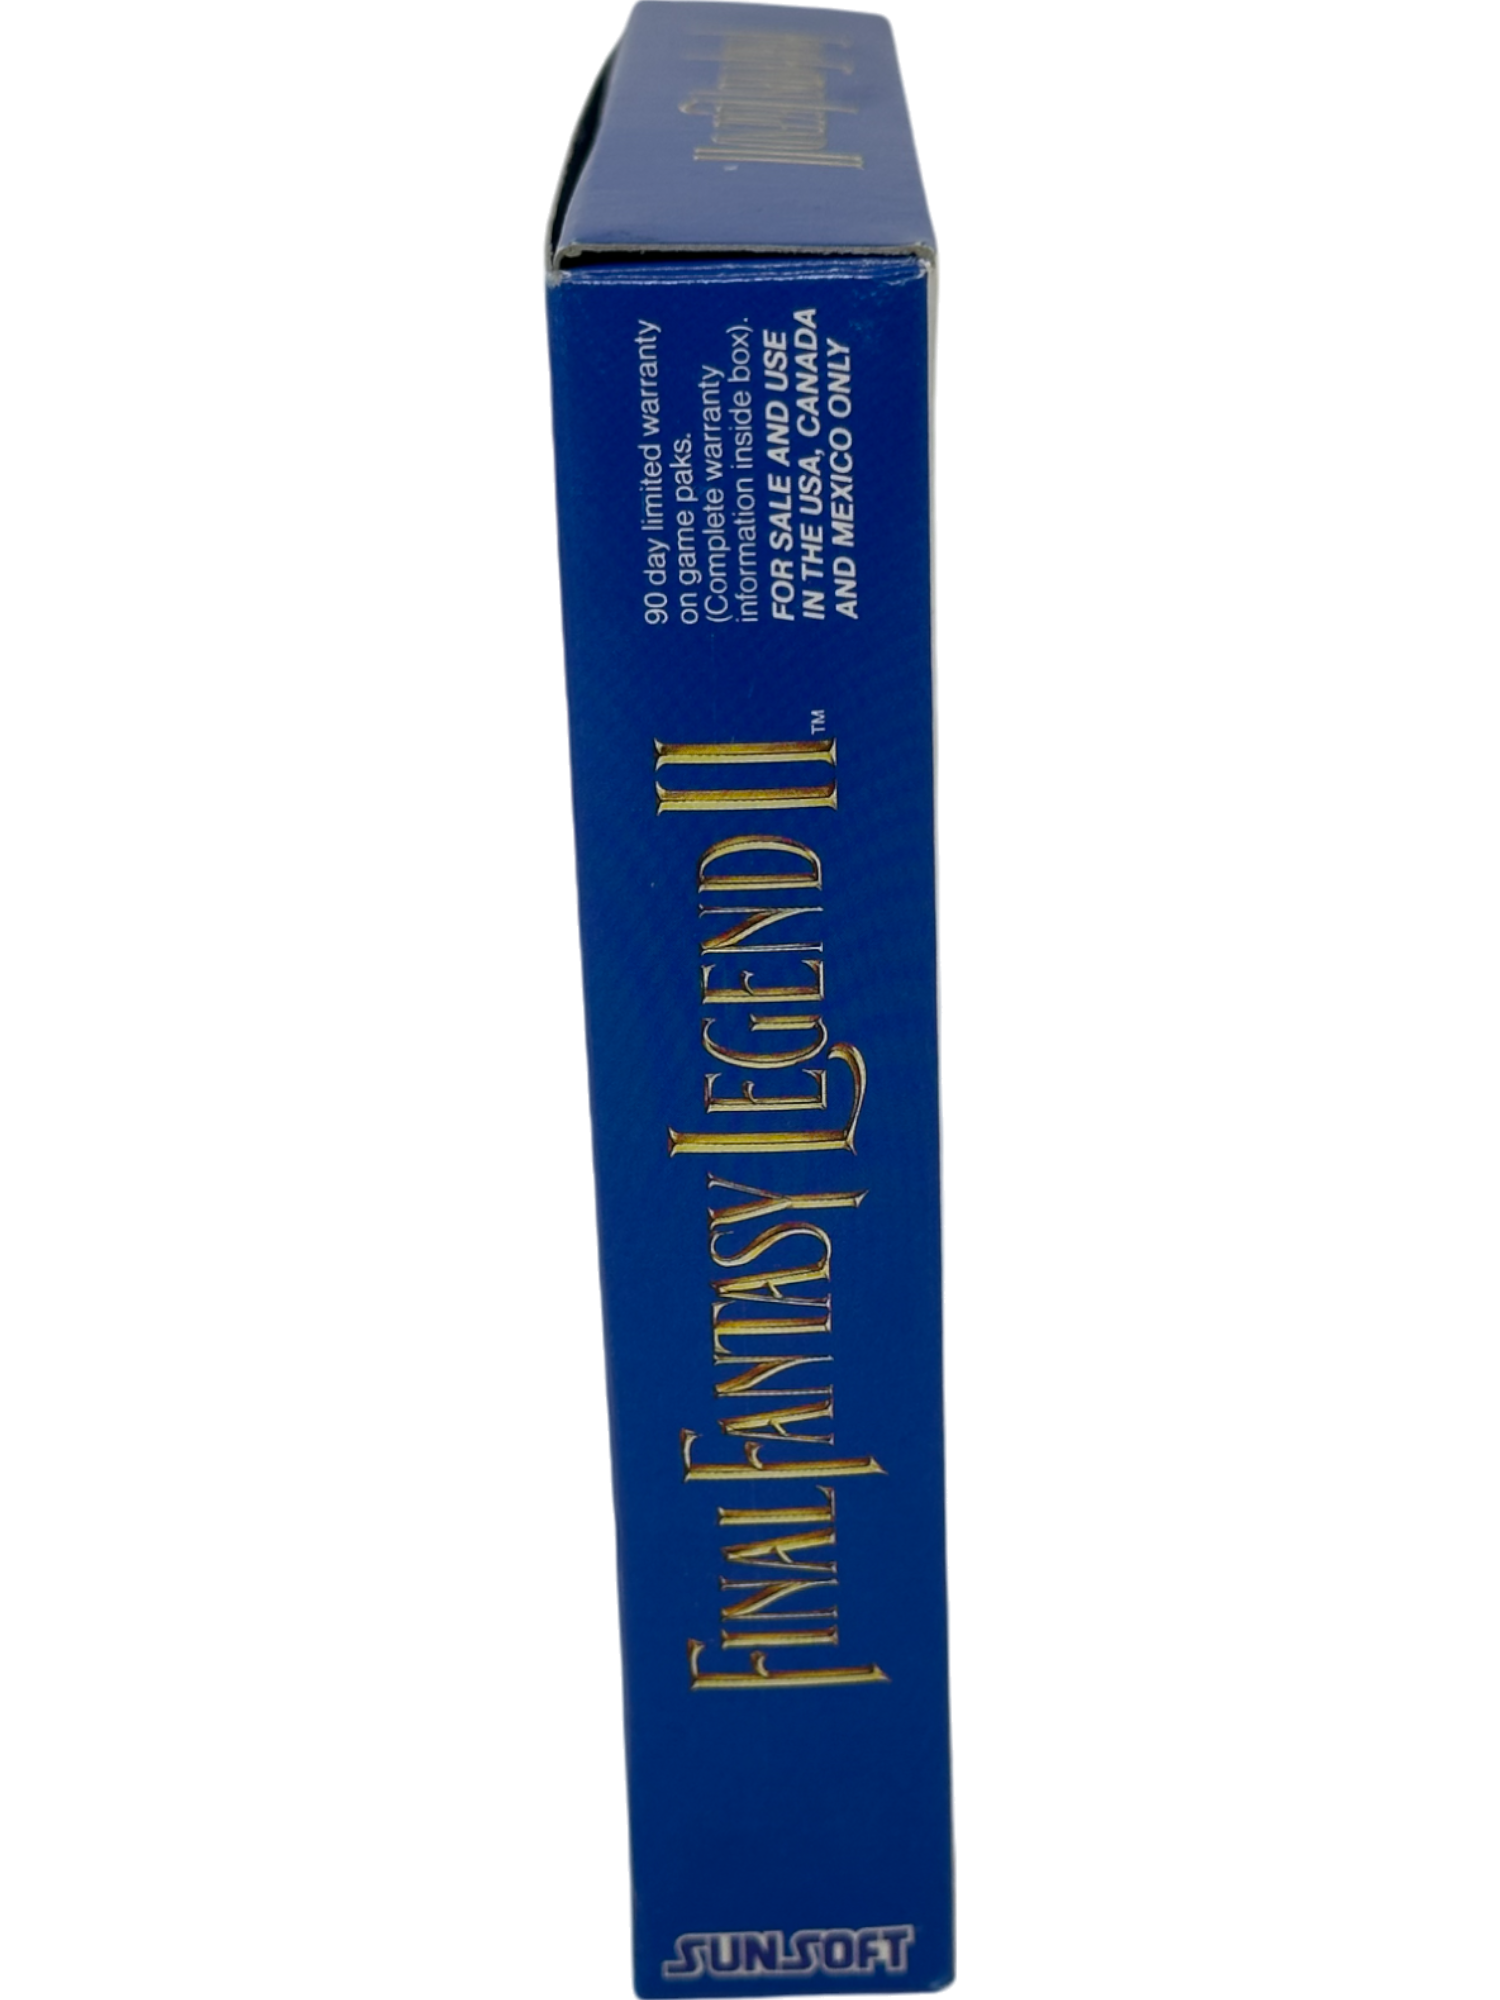 90 day limited warranty
on game paks.
(Complete warranty
information inside box).
FOR SALE AND USE
IN THE USA, CANADA
AND MEXICO ONLY
FINAL FANTASY LEGEND II™
SUNSOFT